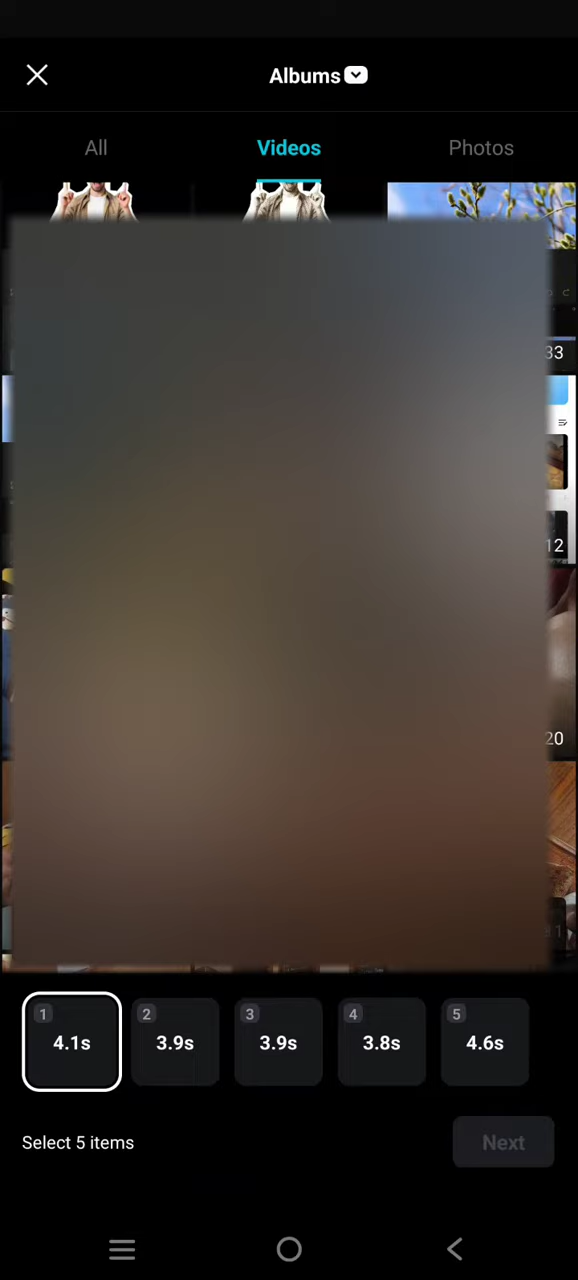 Albums
All Videos Photos
33
12
20
1 2 3 4 5
4.1s 3.9s 3.9s 3.8s 4.6s
Select 5 items
Next